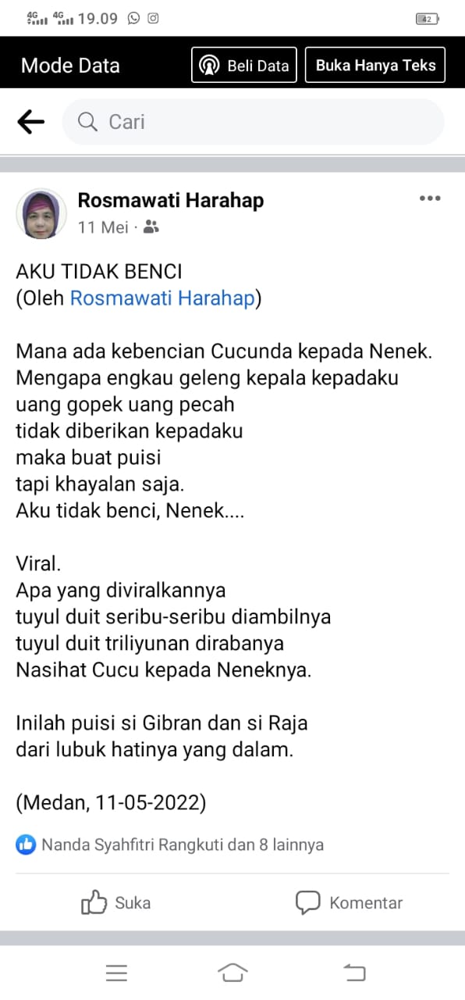 4G 4G 19.09 42
Mode Data Beli Data Buka Hanya Teks
Cari
Rosmawati Harahap
11 Mei ·
AKU TIDAK BENCI
(Oleh Rosmawati Harahap)
Mana ada kebencian Cucunda kepada Nenek.
Mengapa engkau geleng kepala kepadaku
uang gopek uang pecah
tidak diberikan kepadaku
maka buat puisi
tapi khayalan saja.
Aku tidak benci, Nenek....
Viral.
Apa yang diviralkannya
tuyul duit seribu-seribu diambilnya
tuyul duit triliyunan dirabanya
Nasihat Cucu kepada Neneknya.
Inilah puisi si Gibran dan si Raja
dari lubuk hatinya yang dalam.
(Medan, 11-05-2022)
Nanda Syahfitri Rangkuti dan 8 lainnya
Suka Komentar